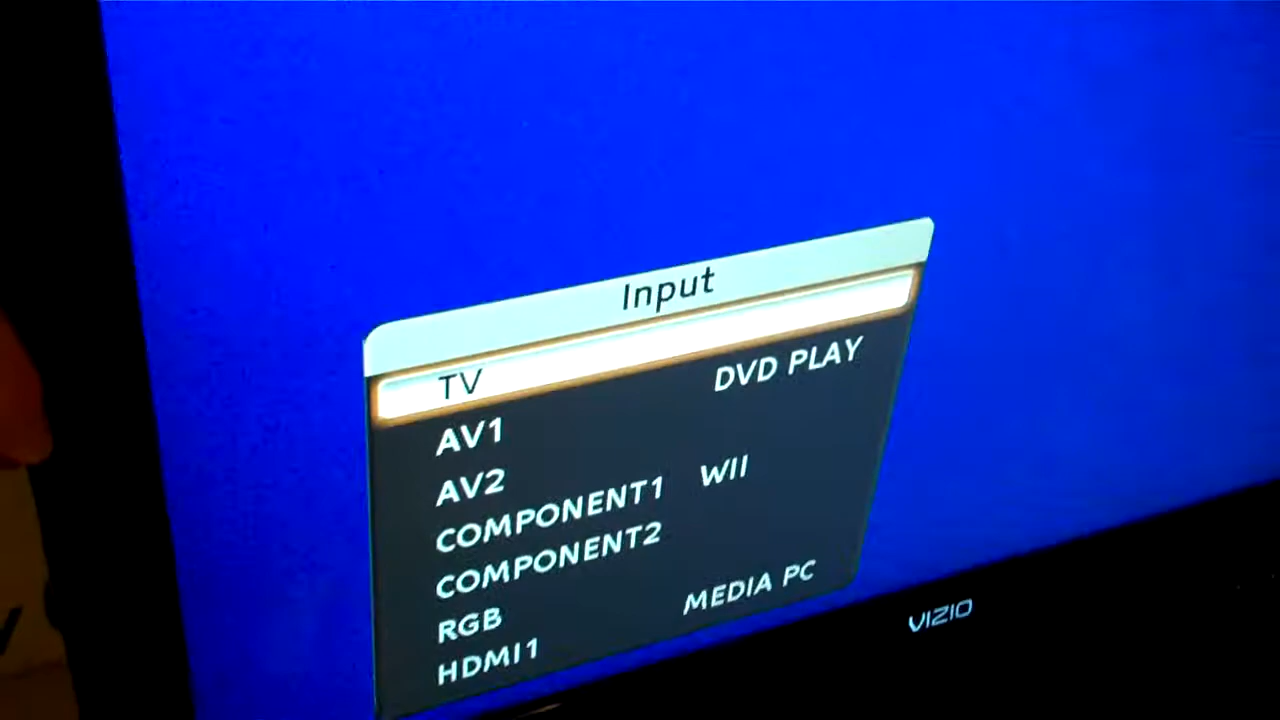 Input
TV
AV1 DVD PLAY
AV2
COMPONENT1 WII
COMPONENT2
RGB
HDMI1 MEDIA PC
VIZIO